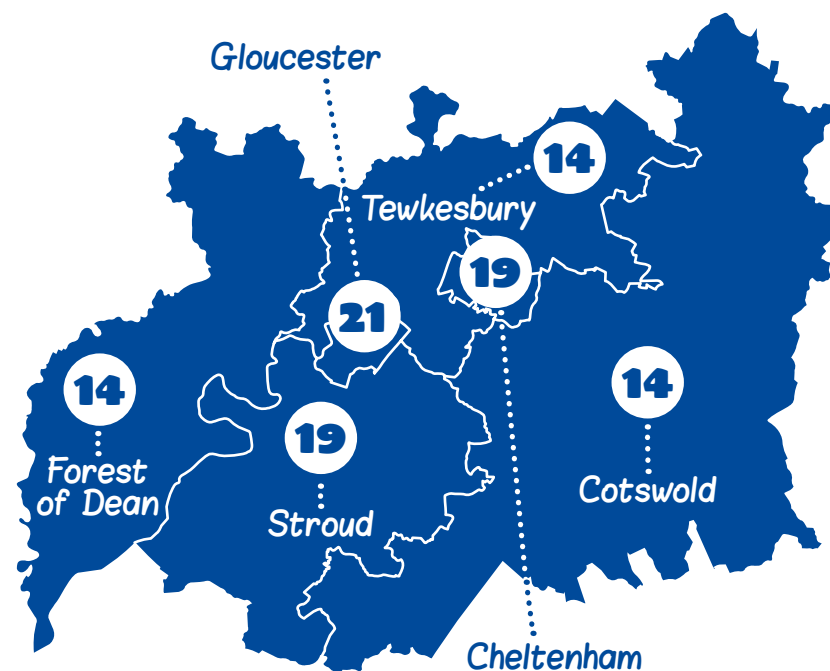 Gloucester
14
Tewkesbury
19
21
14
Forest
of Dean
19
Stroud
14
Cotswold
Cheltenham